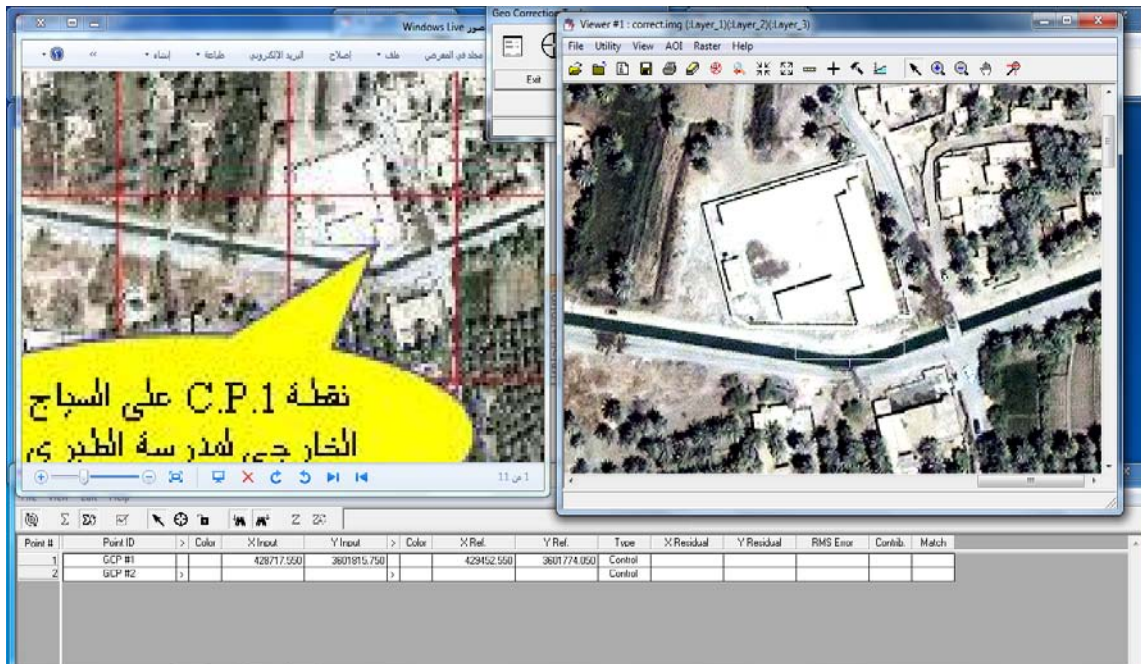 صور Windows Live
ملف
إصلاح
البريد الإلكتروني
طباعة
إنشاء
»
نقطة C.P.1 على السياج
الخارجي لمدرسة الطبري
1 من 11
Geo Correction
Exit
Viewer #1 : correct.img (:Layer_1)(:Layer_2)(:Layer_3)
File Utility View AOI Raster Help
Point # Point ID > Color X Input Y Input > Color X Ref. Y Ref. Type X Residual Y Residual RMS Error Contrib. Match
1 GCP #1 428717.550 3601815.750 429452.550 3601774.050 Control
2 GCP #2 > > Control